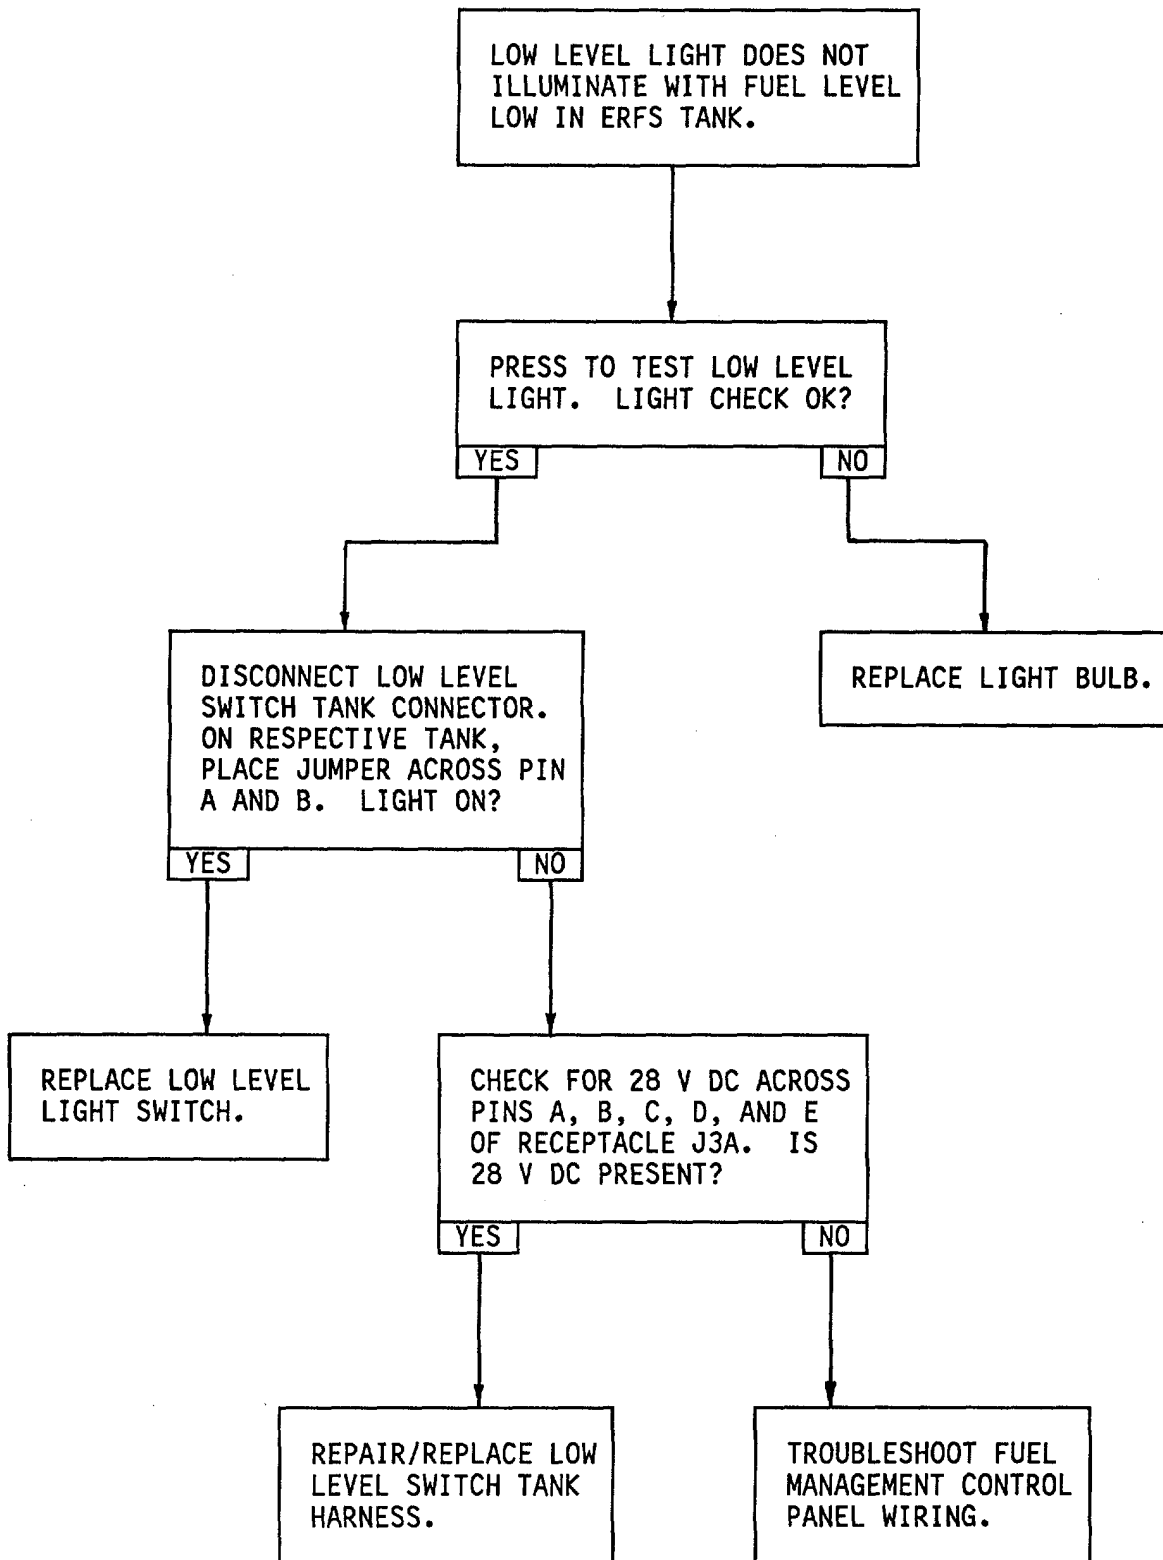 LOW LEVEL LIGHT DOES NOT
ILLUMINATE WITH FUEL LEVEL
LOW IN ERFS TANK.
PRESS TO TEST LOW LEVEL
LIGHT. LIGHT CHECK OK?
YES
NO
DISCONNECT LOW LEVEL
SWITCH TANK CONNECTOR.
ON RESPECTIVE TANK,
PLACE JUMPER ACROSS PIN
A AND B. LIGHT ON?
REPLACE LIGHT BULB.
YES
NO
REPLACE LOW LEVEL
LIGHT SWITCH.
CHECK FOR 28 V DC ACROSS
PINS A, B, C, D, AND E
OF RECEPTACLE J3A. IS
28 V DC PRESENT?
YES
NO
REPAIR/REPLACE LOW
LEVEL SWITCH TANK
HARNESS.
TROUBLESHOOT FUEL
MANAGEMENT CONTROL
PANEL WIRING.